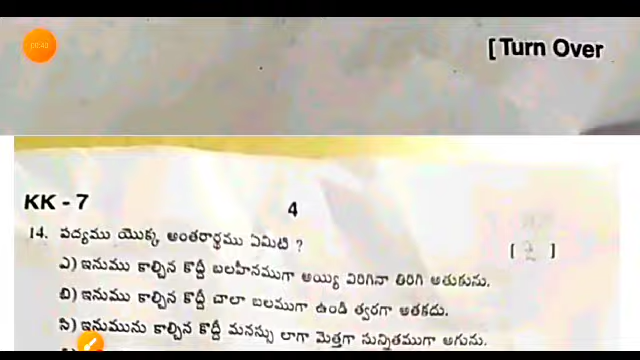 [Turn Over
KK - 7
4
14. పద్యము యొక్క అంతరార్థము ఏమిటి ?
[ ]
ఎ) ఇనుము కాల్చిన కొద్దీ బలహీనముగా అయ్యి విరిగినా తిరిగి అతుకును.
బి) ఇనుము కాల్చిన కొద్దీ చాలా బలముగా ఉండి త్వరగా అతకదు.
సి) ఇనుమును కాల్చిన కొద్దీ మనస్సు లాగా మెత్తగా సున్నితముగా అగును.